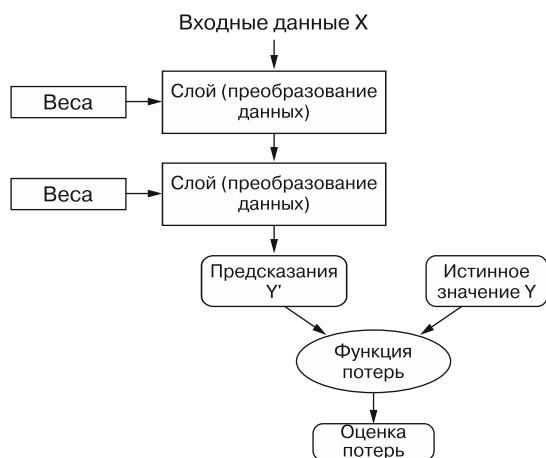 Входные данные X
Веса
Слой (преобразование
данных)
Веса
Слой (преобразование
данных)
Предсказания
Y'
Истинное
значение Y
Функция
потерь
Оценка
потерь